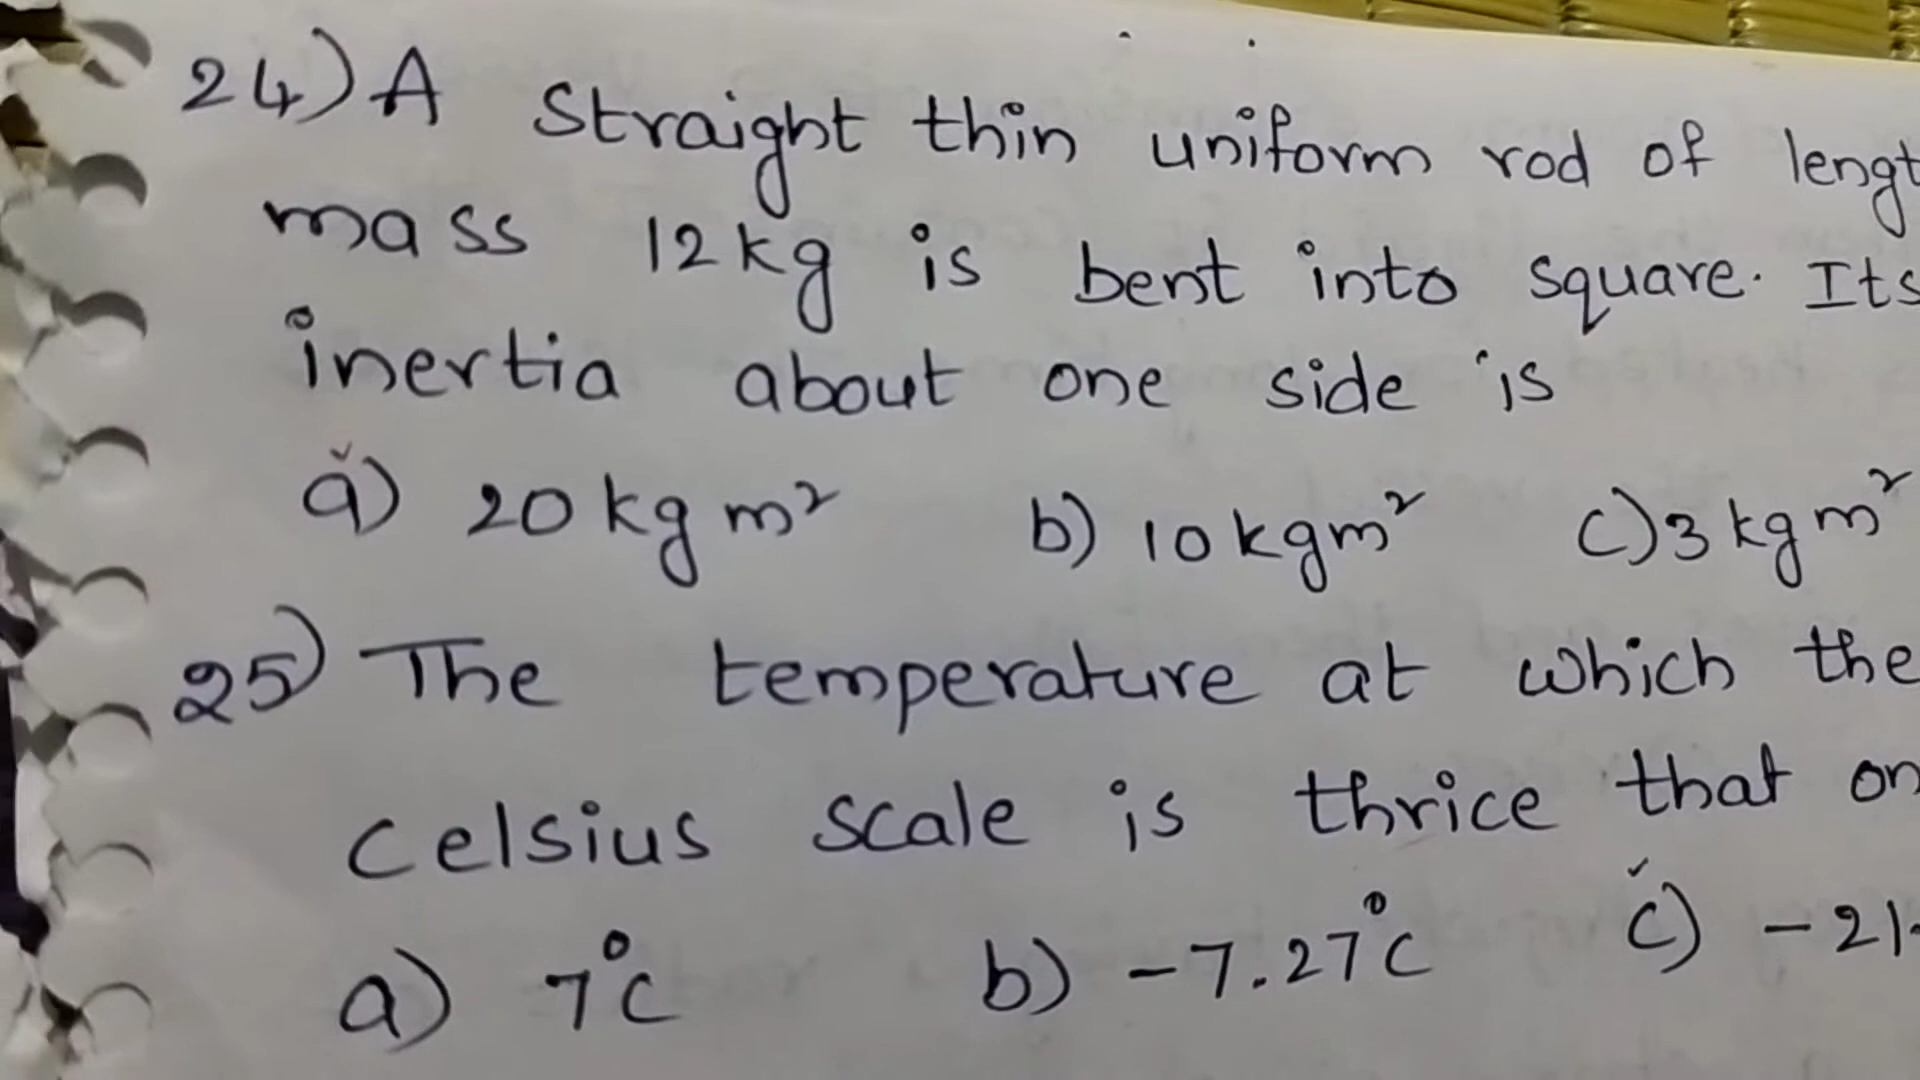 24) A straight thin uniform rod of lengt
mass 12kg is bent into square. Its
inertia about one side is
a) 20 kg m² b) 10 kgm² c) 3 kg m²
25) The temperature at which the
celsius scale is thrice that on
a) 7°C b) -7.27°C c) -21.